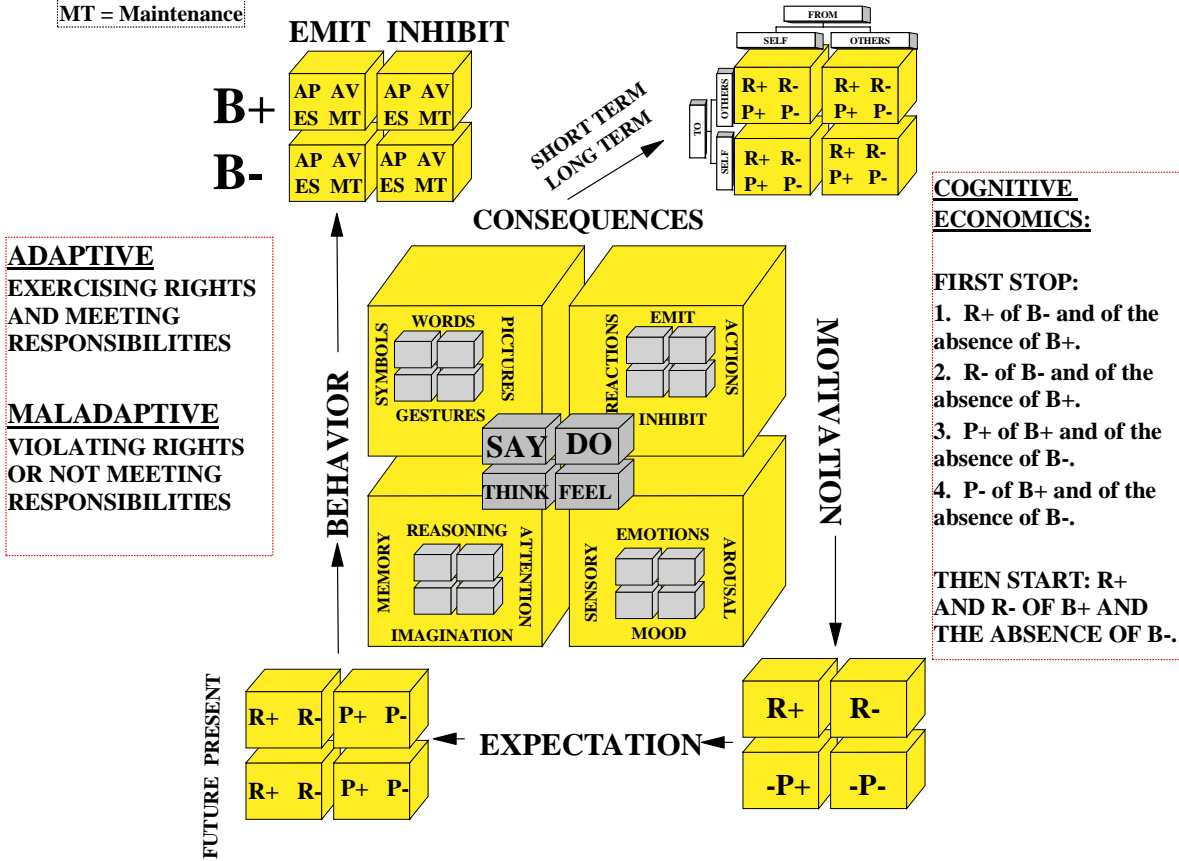 MT = Maintenance
EMIT INHIBIT
B+
AP AV
ES MT
AP AV
ES MT
B-
AP AV
ES MT
AP AV
ES MT
FROM
SELF
OTHERS
TO
OTHERS
SELF
R+ R-
P+ P-
R+ R-
P+ P-
R+ R-
P+ P-
R+ R-
P+ P-
SHORT TERM
LONG TERM
CONSEQUENCES
ADAPTIVE
EXERCISING RIGHTS
AND MEETING
RESPONSIBILITIES
MALADAPTIVE
VIOLATING RIGHTS
OR NOT MEETING
RESPONSIBILITIES
BEHAVIOR
SYMBOLS
WORDS
PICTURES
GESTURES
REACTIONS
EMIT
ACTIONS
INHIBIT
SAY
DO
THINK
FEEL
MEMORY
REASONING
ATTENTION
IMAGINATION
SENSORY
EMOTIONS
AROUSAL
MOOD
MOTIVATION
COGNITIVE
ECONOMICS:
FIRST STOP:
1. R+ of B- and of the
absence of B+.
2. R- of B- and of the
absence of B+.
3. P+ of B+ and of the
absence of B-.
4. P- of B+ and of the
absence of B-.
THEN START: R+
AND R- OF B+ AND
THE ABSENCE OF B-.
FUTURE PRESENT
R+ R-
P+ P-
R+ R-
P+ P-
EXPECTATION
R+
R-
-P+
-P-